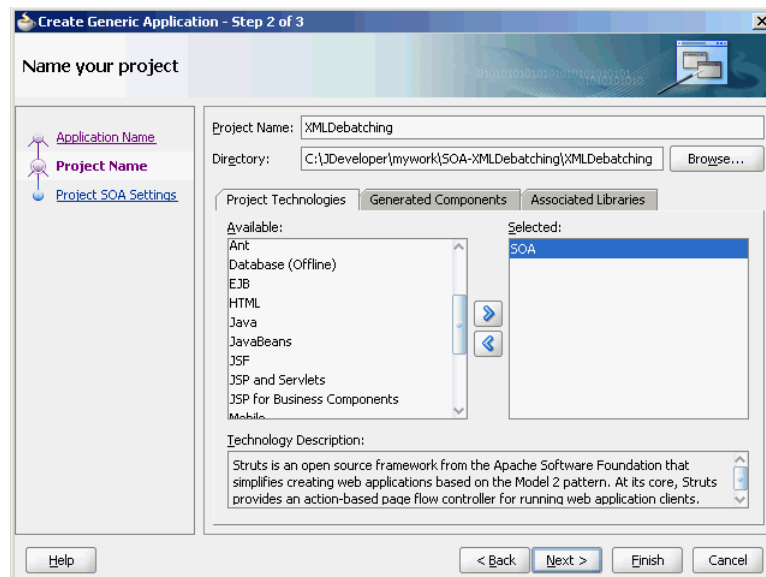 Create Generic Application - Step 2 of 3
Name your project
Application Name
Project Name
Project SOA Settings
Project Name: XMLDebatching
Directory: C:\JDeveloper\mywork\SOA-XMLDebatching\XMLDebatching Browse...
Project Technologies Generated Components Associated Libraries
Available:
Ant
Database (Offline)
EJB
HTML
Java
JavaBeans
JSF
JSP and Servlets
JSP for Business Components
Mobile
Selected:
SOA
Technology Description:
Struts is an open source framework from the Apache Software Foundation that
simplifies creating web applications based on the Model 2 pattern. At its core, Struts
provides an action-based page flow controller for running web application clients.
Help < Back Next > Finish Cancel